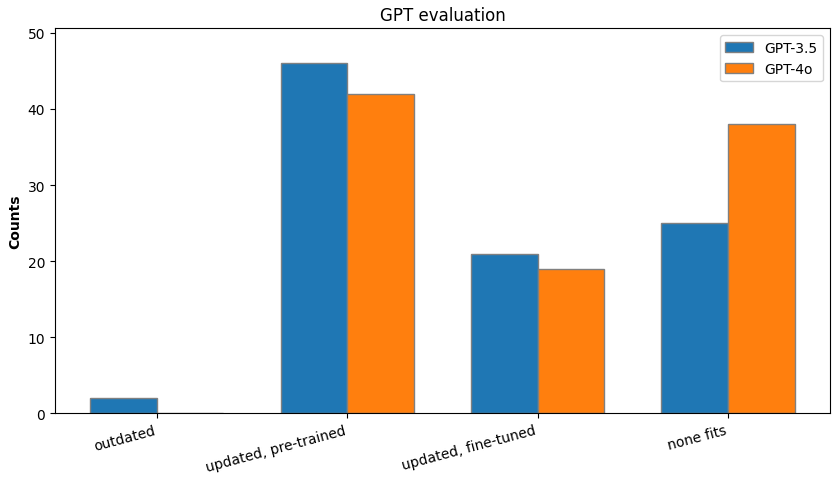 GPT evaluation
GPT-3.5
GPT-4o
Counts
50
40
30
20
10
0
outdated
updated, pre-trained
updated, fine-tuned
none fits